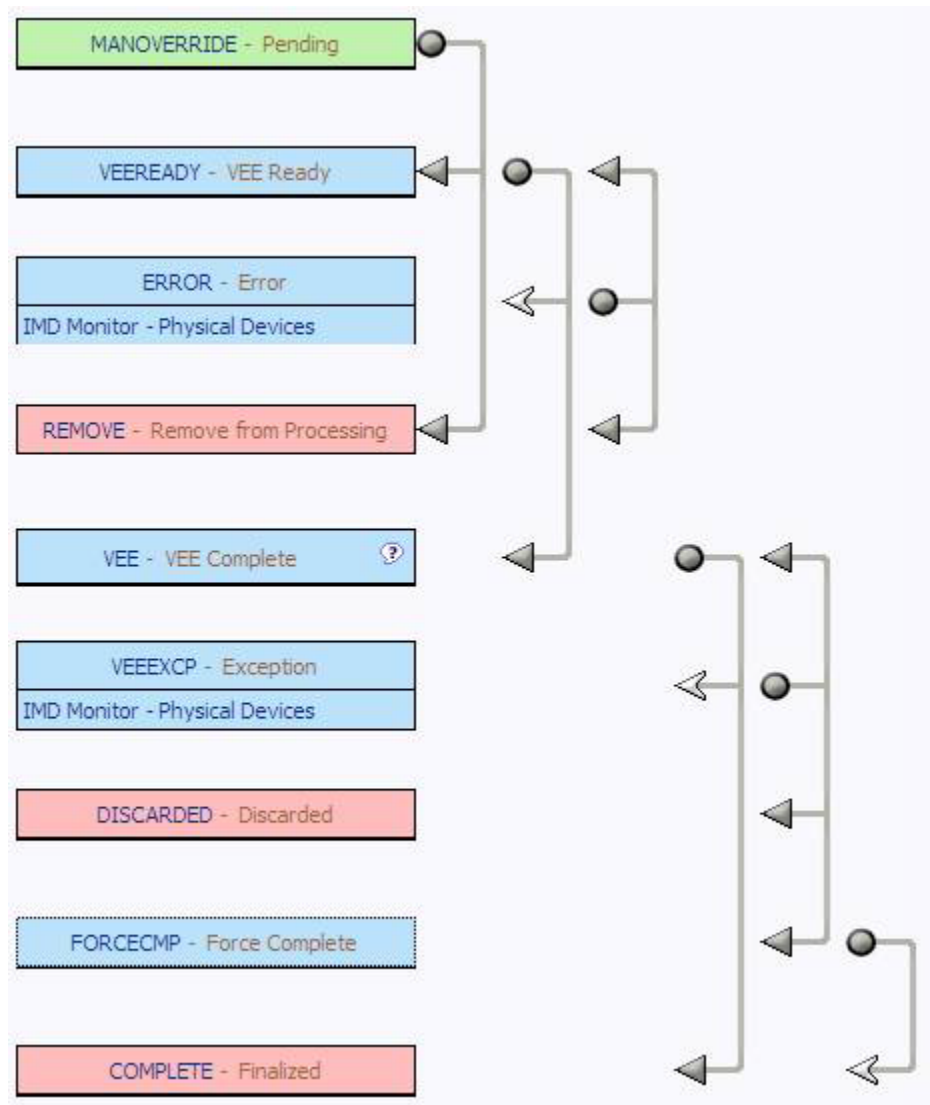 MANOVERRIDE - Pending
VEEREADY - VEE Ready
ERROR - Error
IMD Monitor - Physical Devices
REMOVE - Remove from Processing
VEE - VEE Complete ?
VEEEXCP - Exception
IMD Monitor - Physical Devices
DISCARDED - Discarded
FORCECMP - Force Complete
COMPLETE - Finalized